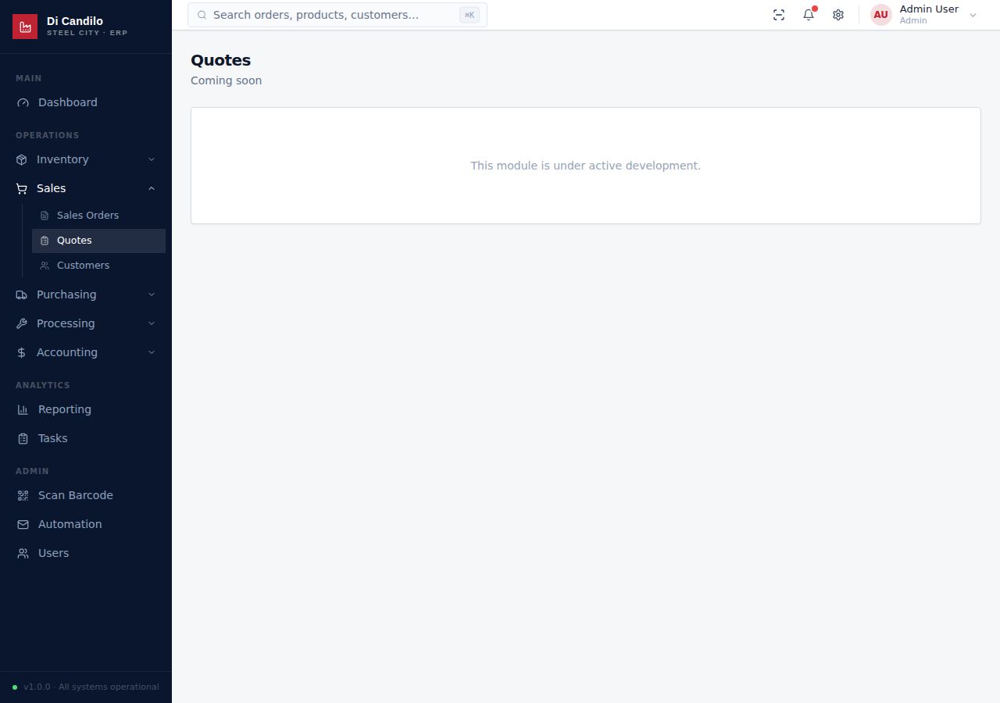 Di Candilo
STEEL CITY · ERP
Search orders, products, customers...
⌘K
AU
Admin User
Admin
MAIN
Dashboard
OPERATIONS
Inventory
Sales
Sales Orders
Quotes
Customers
Purchasing
Processing
Accounting
ANALYTICS
Reporting
Tasks
ADMIN
Scan Barcode
Automation
Users
v1.0.0 · All systems operational
Quotes
Coming soon
This module is under active development.